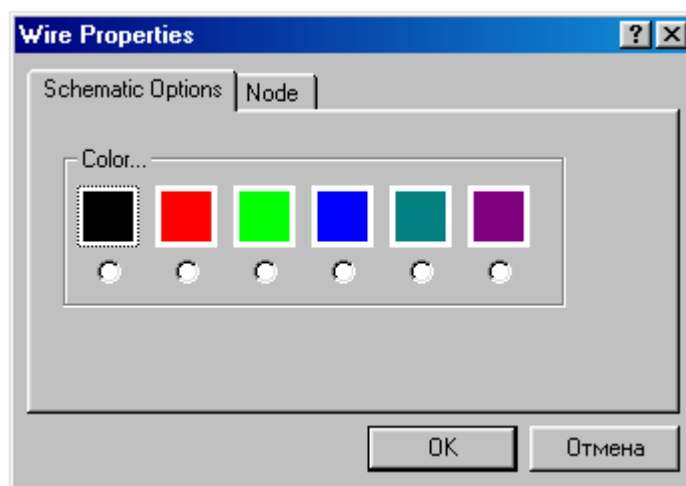 Wire Properties
Schematic Options Node
Color...
OK Отмена